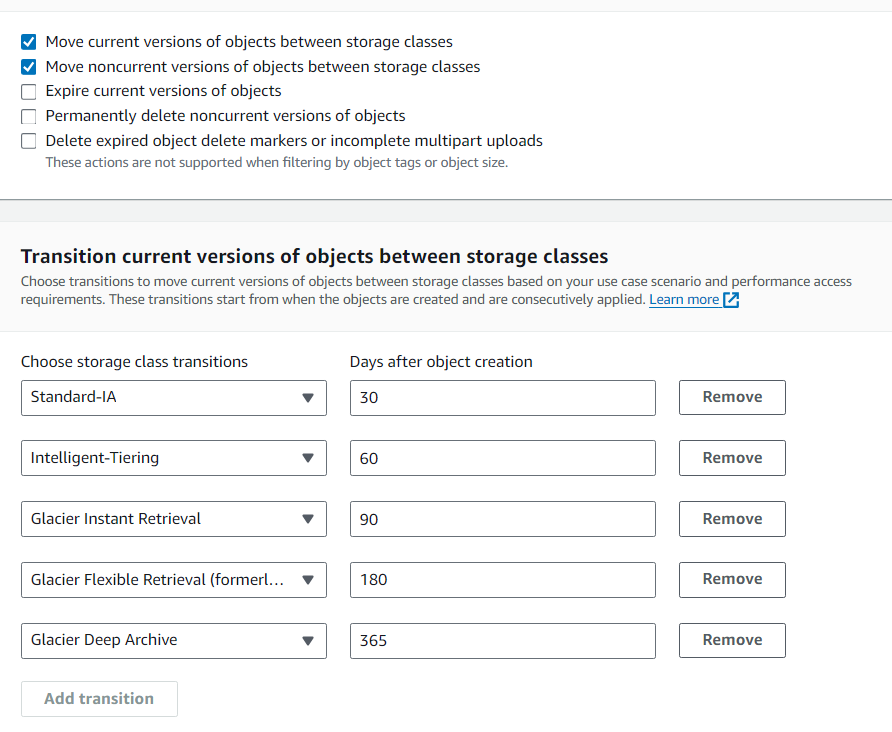 Move current versions of objects between storage classes
Move noncurrent versions of objects between storage classes
Expire current versions of objects
Permanently delete noncurrent versions of objects
Delete expired object delete markers or incomplete multipart uploads
These actions are not supported when filtering by object tags or object size.
Transition current versions of objects between storage classes
Choose transitions to move current versions of objects between storage classes based on your use case scenario and performance access
requirements. These transitions start from when the objects are created and are consecutively applied. Learn more
Choose storage class transitions Days after object creation
Standard-IA 30 Remove
Intelligent-Tiering 60 Remove
Glacier Instant Retrieval 90 Remove
Glacier Flexible Retrieval (formerl... 180 Remove
Glacier Deep Archive 365 Remove
Add transition